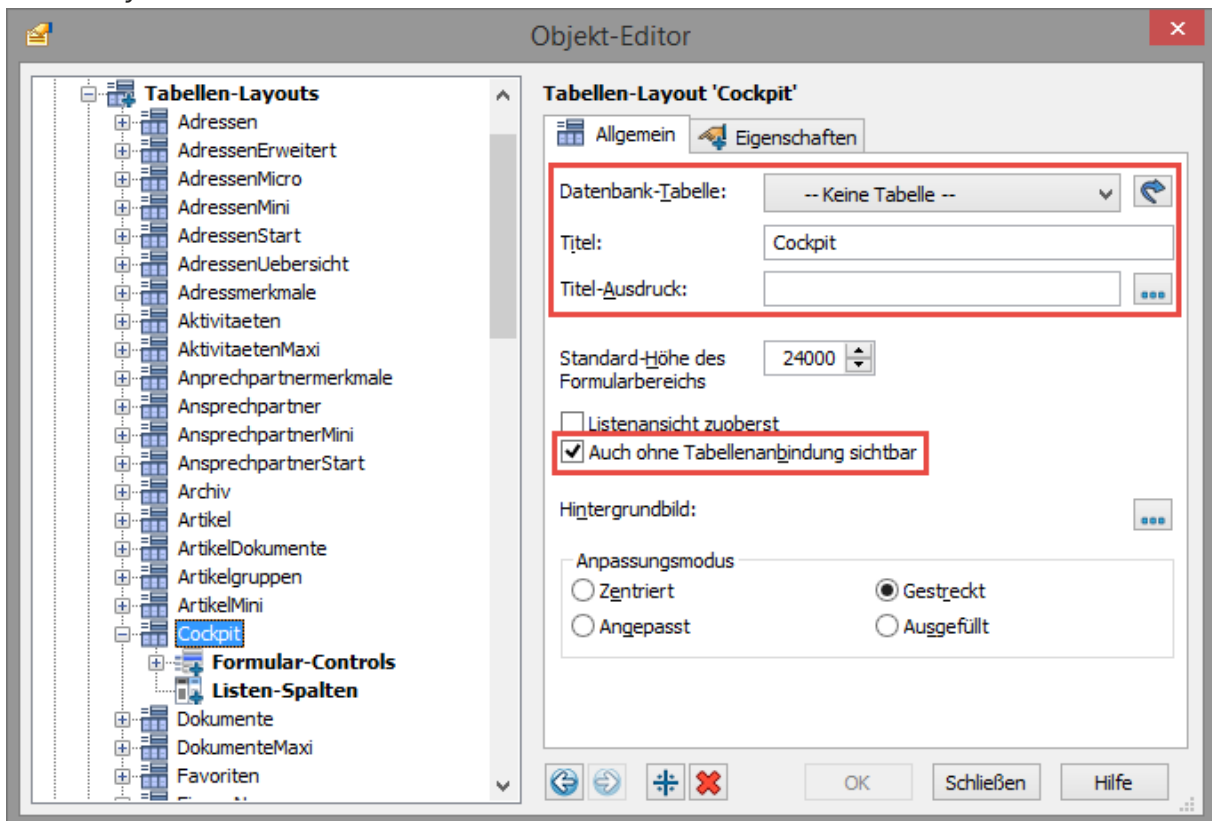 Objekt-Editor
Tabellen-Layouts
Adressen
AdressenErweitert
AdressenMicro
AdressenMini
AdressenStart
AdressenUebersicht
Adressmerkmale
Aktivitaeten
AktivitaetenMaxi
Anprechpartnermerkmale
Ansprechpartner
AnsprechpartnerMini
AnsprechpartnerStart
Archiv
Artikel
ArtikelDokumente
Artikelgruppen
ArtikelMini
Cockpit
Formular-Controls
Listen-Spalten
Dokumente
DokumenteMaxi
Favoriten
Tabellen-Layout 'Cockpit'
Allgemein Eigenschaften
Datenbank-Tabelle: -- Keine Tabelle --
Titel: Cockpit
Titel-Ausdruck:
Standard-Höhe des 24000
Formularbereichs
Listenansicht zuoberst
Auch ohne Tabellenanbindung sichtbar
Hintergrundbild:
Anpassungsmodus
Zentriert Gestreckt
Angepasst Ausgefüllt
OK Schließen Hilfe